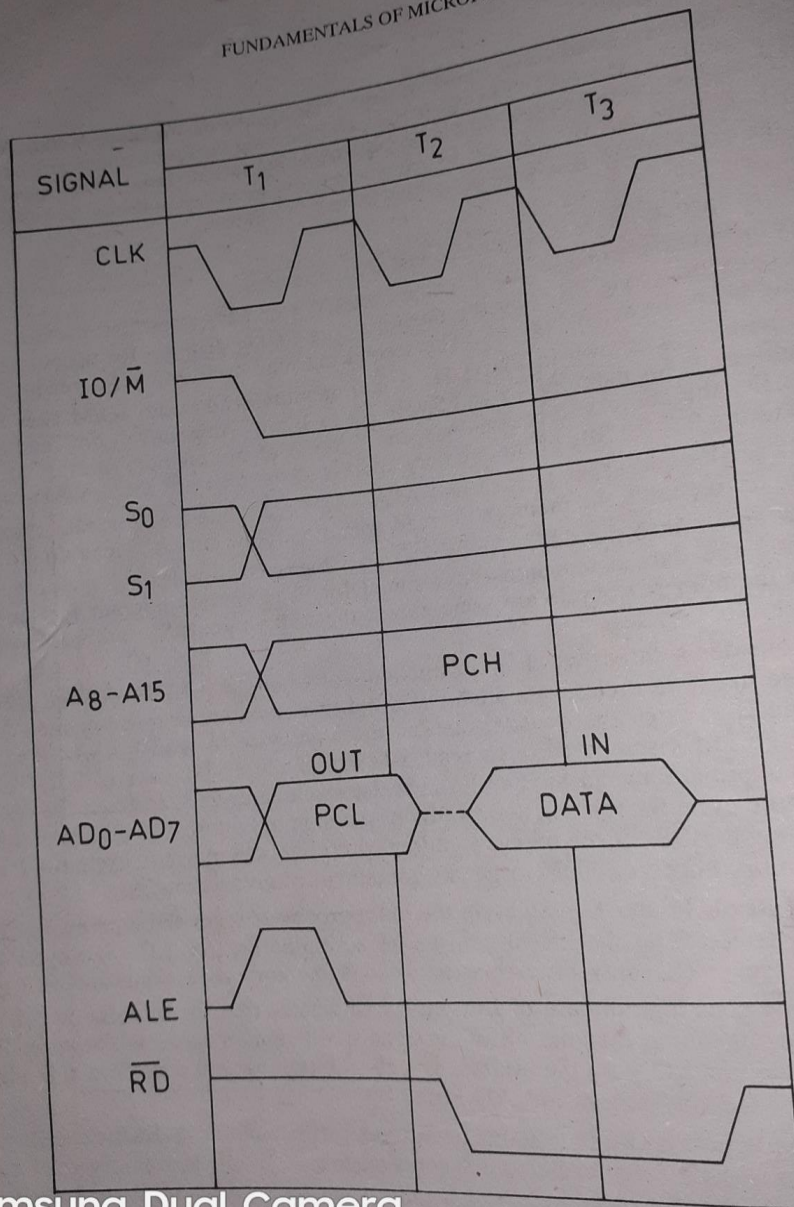 FUNDAMENTALS OF
T1 T2 T3
SIGNAL
CLK
IO/M̅
S0
S1
A8-A15 PCH
OUT IN
AD0-AD7 PCL DATA
ALE
R̅D̅
msung Dual Camera